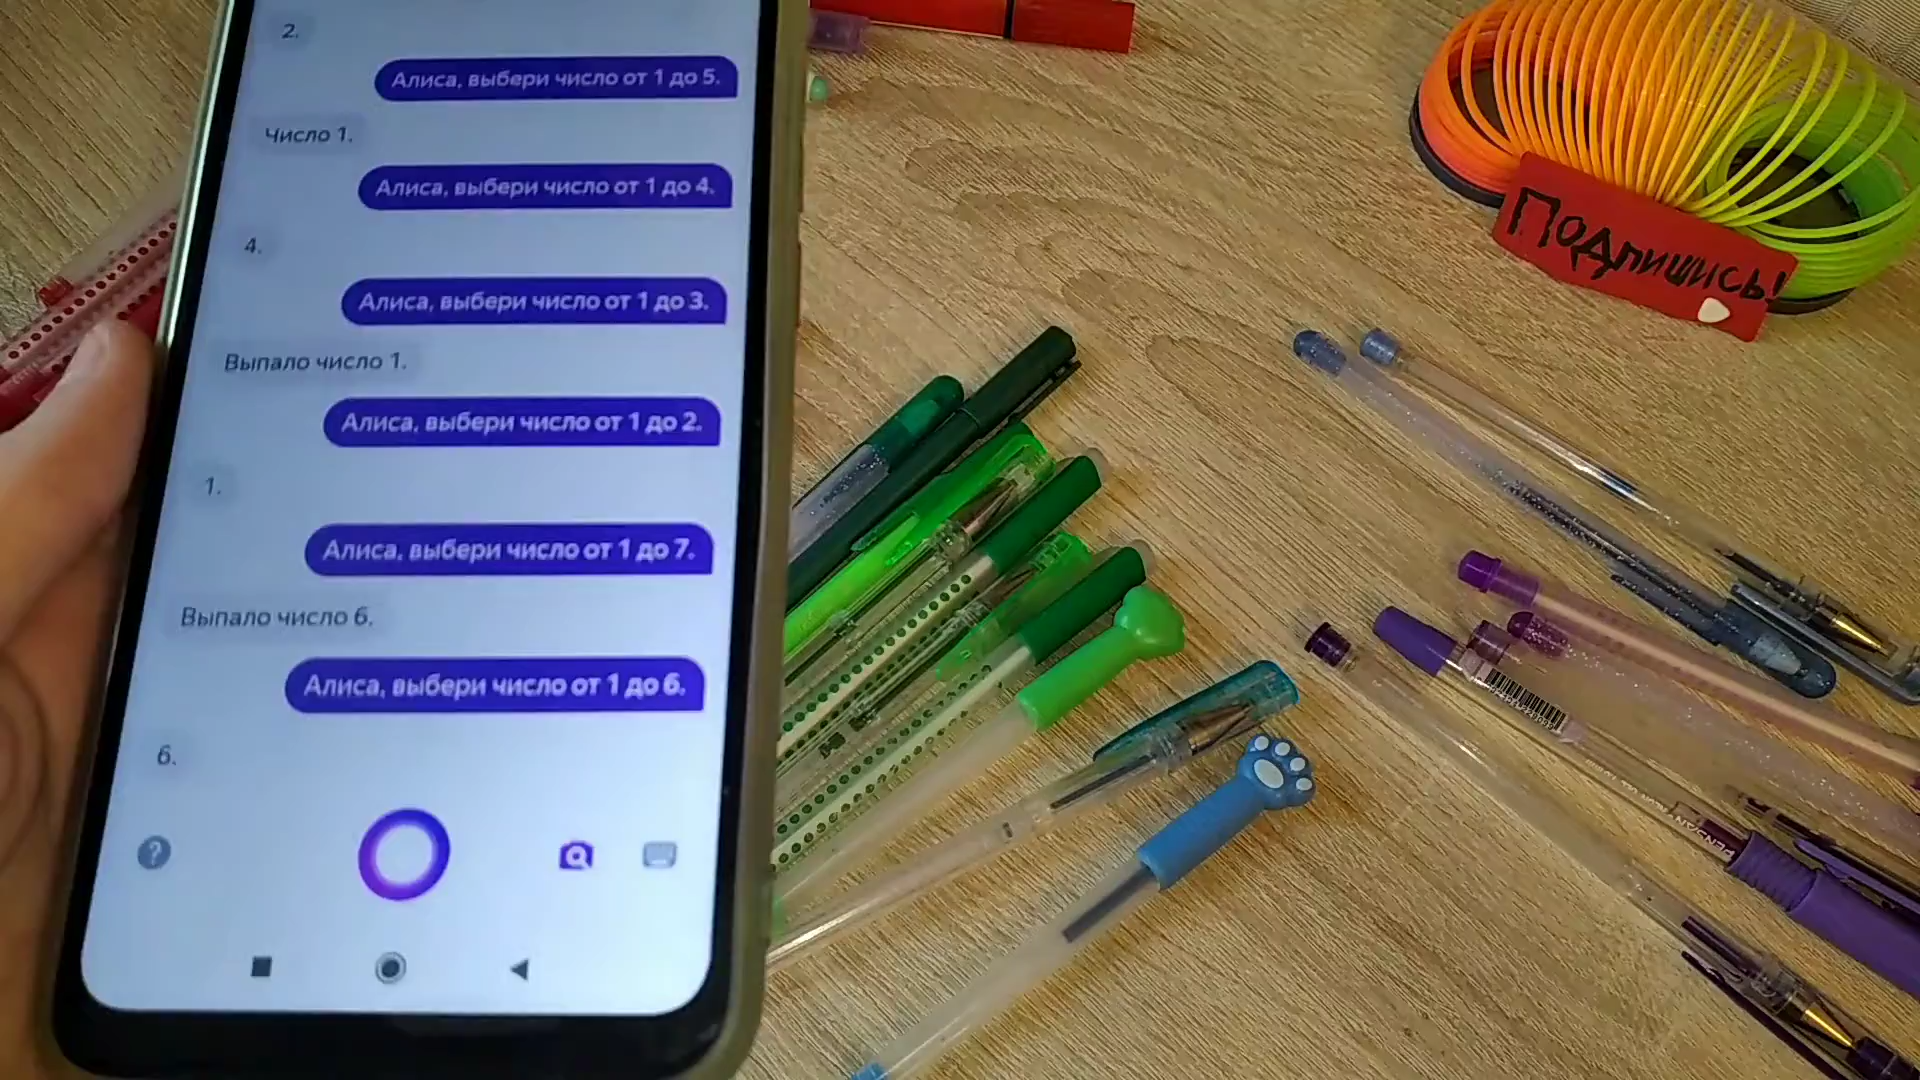 2.
Алиса, выбери число от 1 до 5.
Число 1.
Алиса, выбери число от 1 до 4.
4.
Алиса, выбери число от 1 до 3.
Выпало число 1.
Алиса, выбери число от 1 до 2.
1.
Алиса, выбери число от 1 до 7.
Выпало число 6.
Алиса, выбери число от 1 до 6.
6.
?
Подпишись!